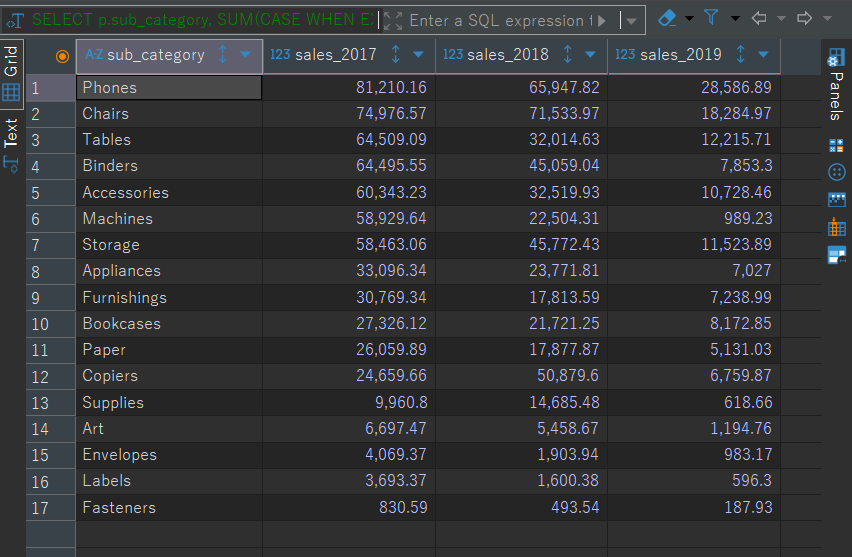 SELECT p.sub_category, SUM(CASE WHEN EX Enter a SQL expression t
Grid
Text
Panels
AZ sub_category 123 sales_2017 123 sales_2018 123 sales_2019
1 Phones 81,210.16 65,947.82 28,586.89
2 Chairs 74,976.57 71,533.97 18,284.97
3 Tables 64,509.09 32,014.63 12,215.71
4 Binders 64,495.55 45,059.04 7,853.3
5 Accessories 60,343.23 32,519.93 10,728.46
6 Machines 58,929.64 22,504.31 989.23
7 Storage 58,463.06 45,772.43 11,523.89
8 Appliances 33,096.34 23,771.81 7,027
9 Furnishings 30,769.34 17,813.59 7,238.99
10 Bookcases 27,326.12 21,721.25 8,172.85
11 Paper 26,059.89 17,877.87 5,131.03
12 Copiers 24,659.66 50,879.6 6,759.87
13 Supplies 9,960.8 14,685.48 618.66
14 Art 6,697.47 5,458.67 1,194.76
15 Envelopes 4,069.37 1,903.94 983.17
16 Labels 3,693.37 1,600.38 596.3
17 Fasteners 830.59 493.54 187.93